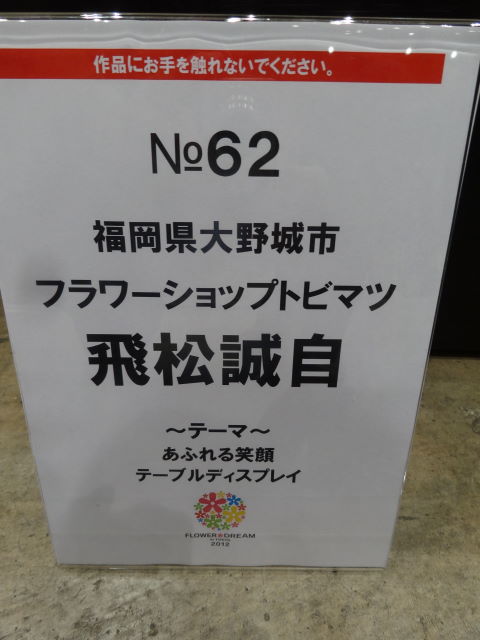 作品にお手を触れないでください。
№62
福岡県大野城市
フラワーショップトビマツ
飛松誠自
～テーマ～
あふれる笑顔
テーブルディスプレイ
FLOWER DREAM
2012